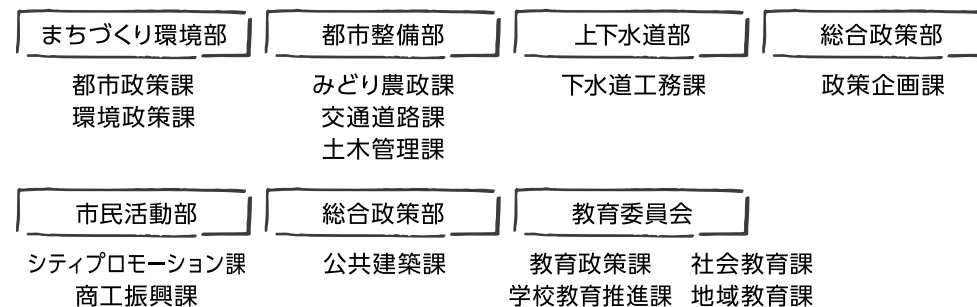 まちづくり環境部
都市政策課
環境政策課
都市整備部
みどり農政課
交通道路課
土木管理課
上下水道部
下水道工務課
総合政策部
政策企画課
市民活動部
シティプロモーション課
商工振興課
総合政策部
公共建築課
教育委員会
教育政策課 社会教育課
学校教育推進課 地域教育課